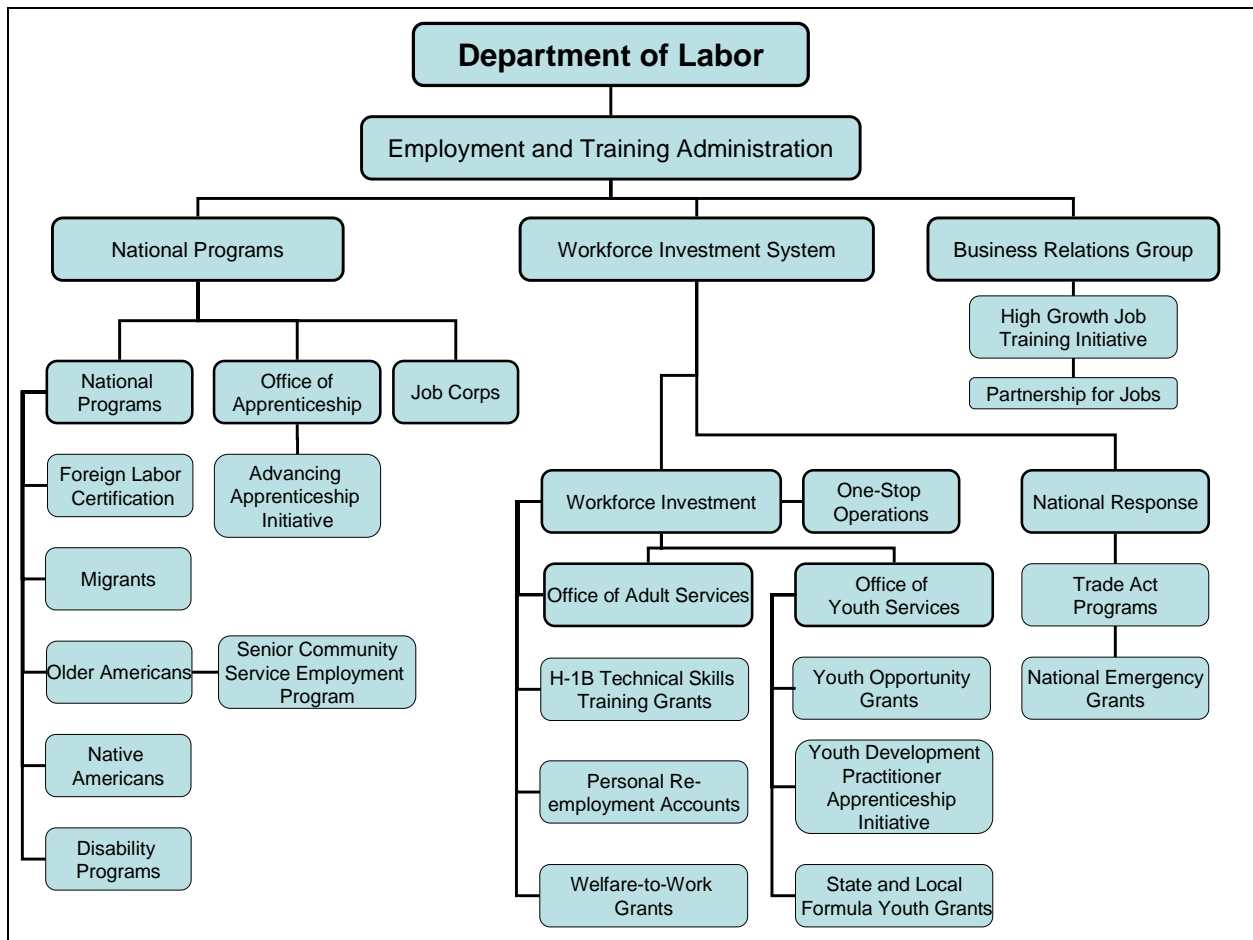 Department of Labor
Employment and Training Administration
National Programs
Workforce Investment System
Business Relations Group
High Growth Job
Training Initiative
Partnership for Jobs
National
Programs
Office of
Apprenticeship
Job Corps
Foreign Labor
Certification
Advancing
Apprenticeship
Initiative
Migrants
Older Americans
Senior Community
Service Employment
Program
Native
Americans
Disability
Programs
Workforce Investment
One-Stop
Operations
National Response
Office of Adult Services
Office of
Youth Services
Trade Act
Programs
H-1B Technical Skills
Training Grants
Youth Opportunity
Grants
National Emergency
Grants
Personal Re-
employment Accounts
Youth Development
Practitioner
Apprenticeship
Initiative
Welfare-to-Work
Grants
State and Local
Formula Youth Grants